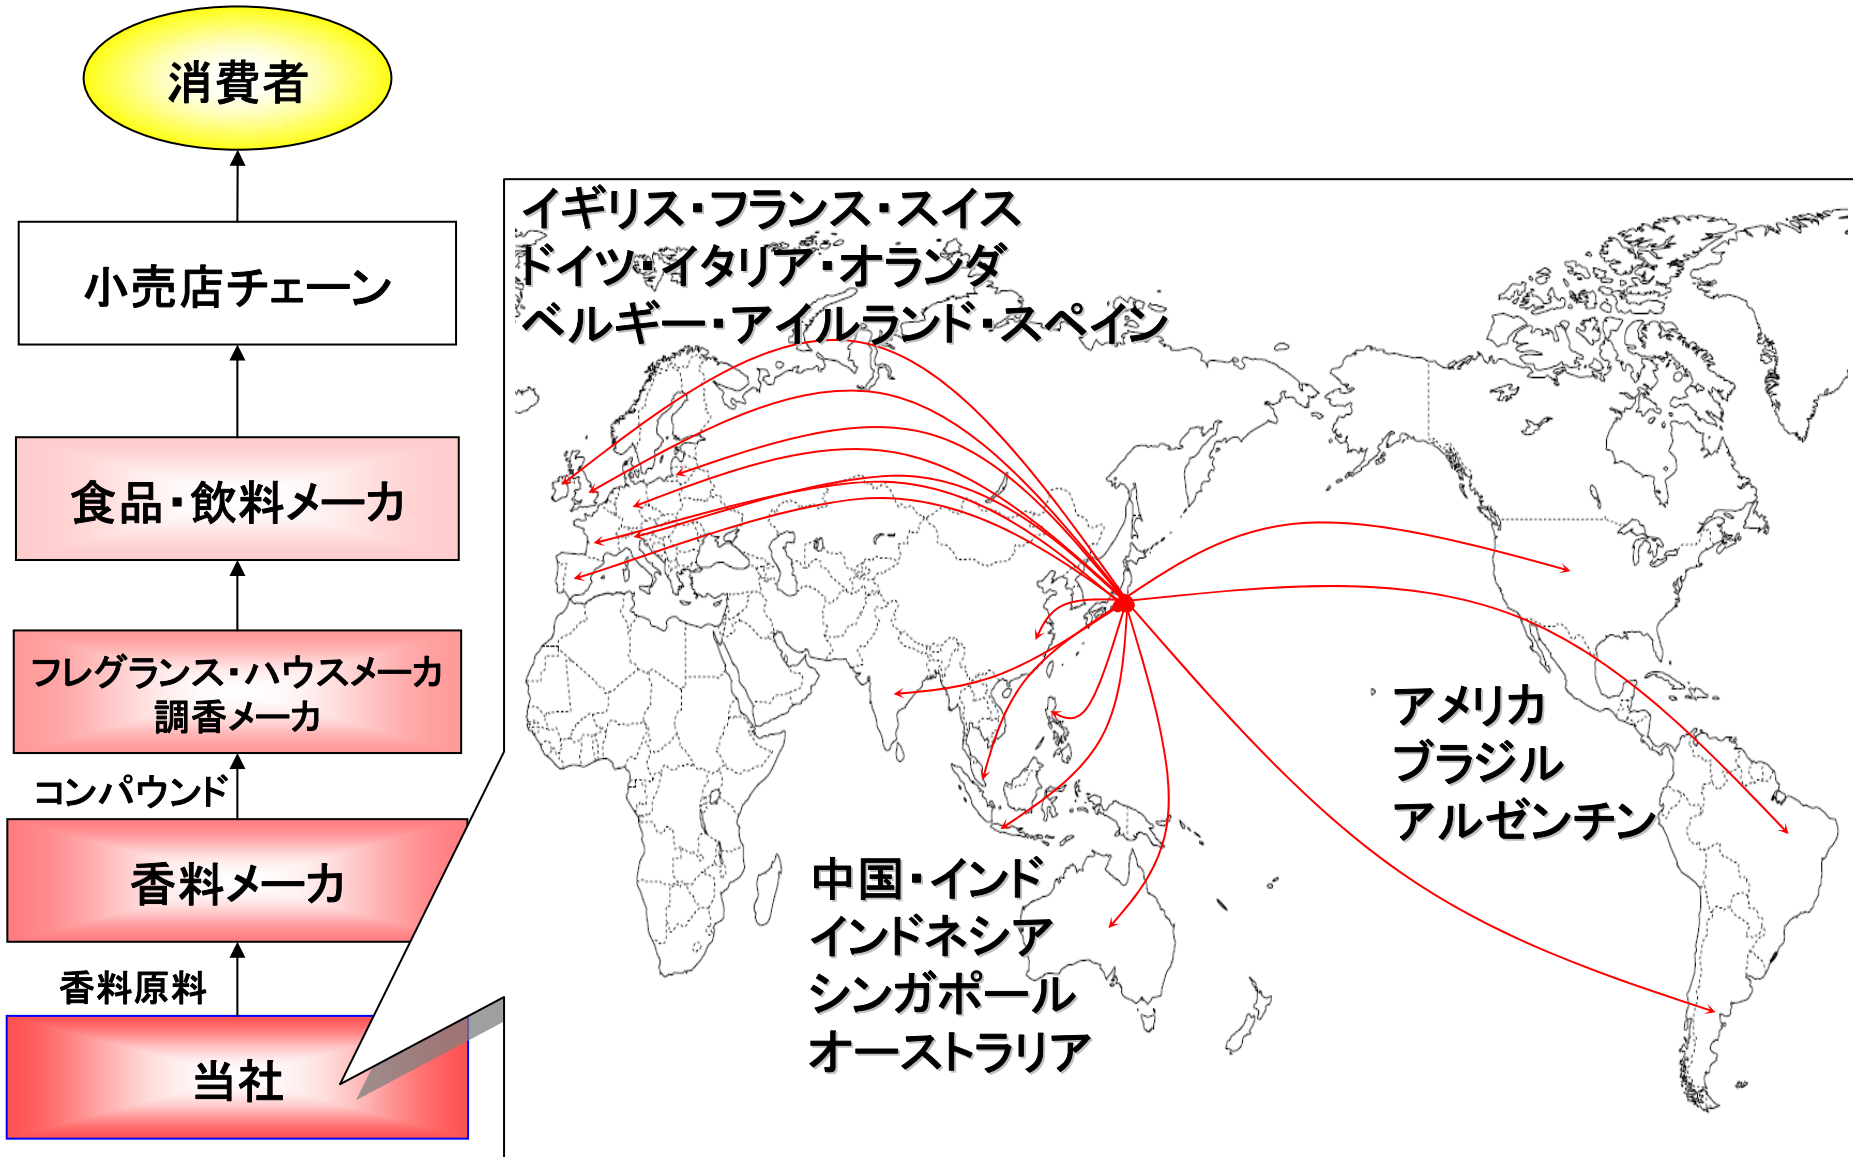 消費者
小売店チェーン
食品・飲料メーカ
フレグランス・ハウスメーカ
調香メーカ
コンパウンド
香料メーカ
香料原料
当社
イギリス・フランス・スイス
ドイツ・イタリア・オランダ
ベルギー・アイルランド・スペイン
アメリカ
ブラジル
アルゼンチン
中国・インド
インドネシア
シンガポール
オーストラリア